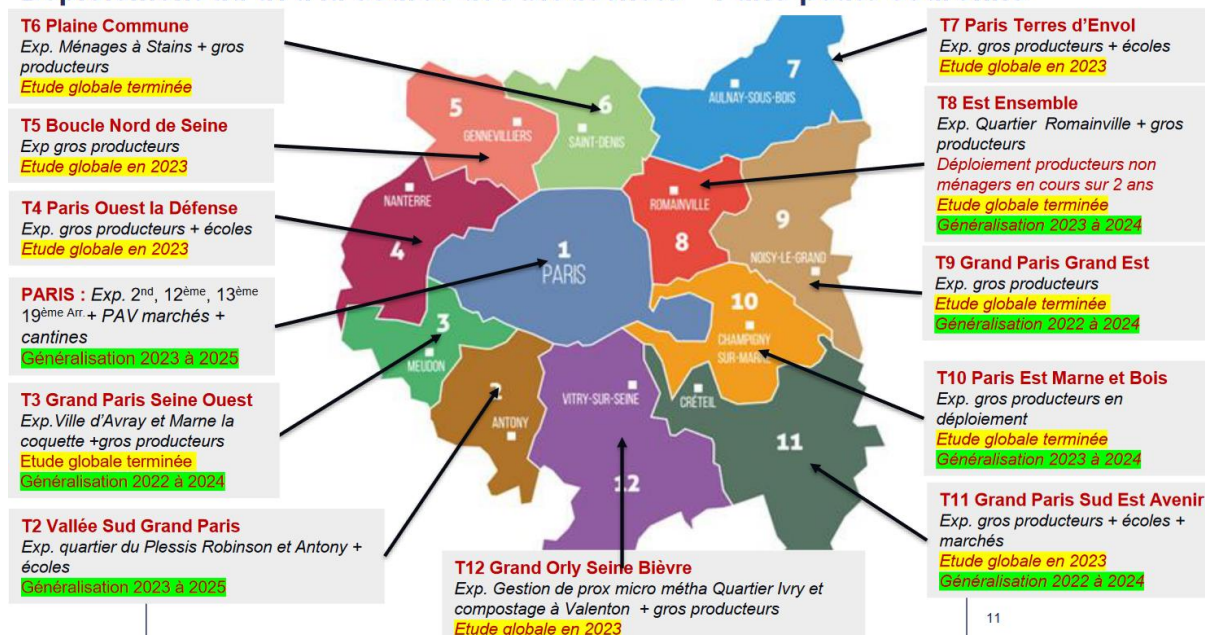 T6 Plaine Commune
Exp. Ménages à Stains + gros
producteurs
Etude globale terminée
T5 Boucle Nord de Seine
Exp gros producteurs
Etude globale en 2023
T4 Paris Ouest la Défense
Exp. gros producteurs + écoles
Etude globale en 2023
PARIS : Exp. 2nd, 12ème, 13ème
19ème Arr. + PAV marchés +
cantines
Généralisation 2023 à 2025
T3 Grand Paris Seine Ouest
Exp.Ville d'Avray et Marne la
coquette +gros producteurs
Etude globale terminée
Généralisation 2022 à 2024
T2 Vallée Sud Grand Paris
Exp. quartier du Plessis Robinson et Antony +
écoles
Généralisation 2023 à 2025
5
GENNEVILLIERS
6
SAINT-DENIS
7
AULNAY-SOUS-BOIS
NANTERRE
4
1
PARIS
ROMAINVILLE
8
9
NOISY-LE-GRAND
10
CHAMPIGNY
SUR-MARNE
3
MEUDON
2
ANTONY
VITRY-SUR-SEINE
CRÉTEIL
11
12
T12 Grand Orly Seine Bièvre
Exp. Gestion de prox micro métha Quartier Ivry et
compostage à Valenton + gros producteurs
Etude globale en 2023
T7 Paris Terres d'Envol
Exp. gros producteurs + écoles
Etude globale en 2023
T8 Est Ensemble
Exp. Quartier Romainville + gros
producteurs
Déploiement producteurs non
ménagers en cours sur 2 ans
Etude globale terminée
Généralisation 2023 à 2024
T9 Grand Paris Grand Est
Exp. gros producteurs
Etude globale terminée
Généralisation 2022 à 2024
T10 Paris Est Marne et Bois
Exp. gros producteurs en
déploiement
Etude globale terminée
Généralisation 2023 à 2024
T11 Grand Paris Sud Est Avenir
Exp. gros producteurs + écoles +
marchés
Etude globale en 2023
Généralisation 2022 à 2024
11